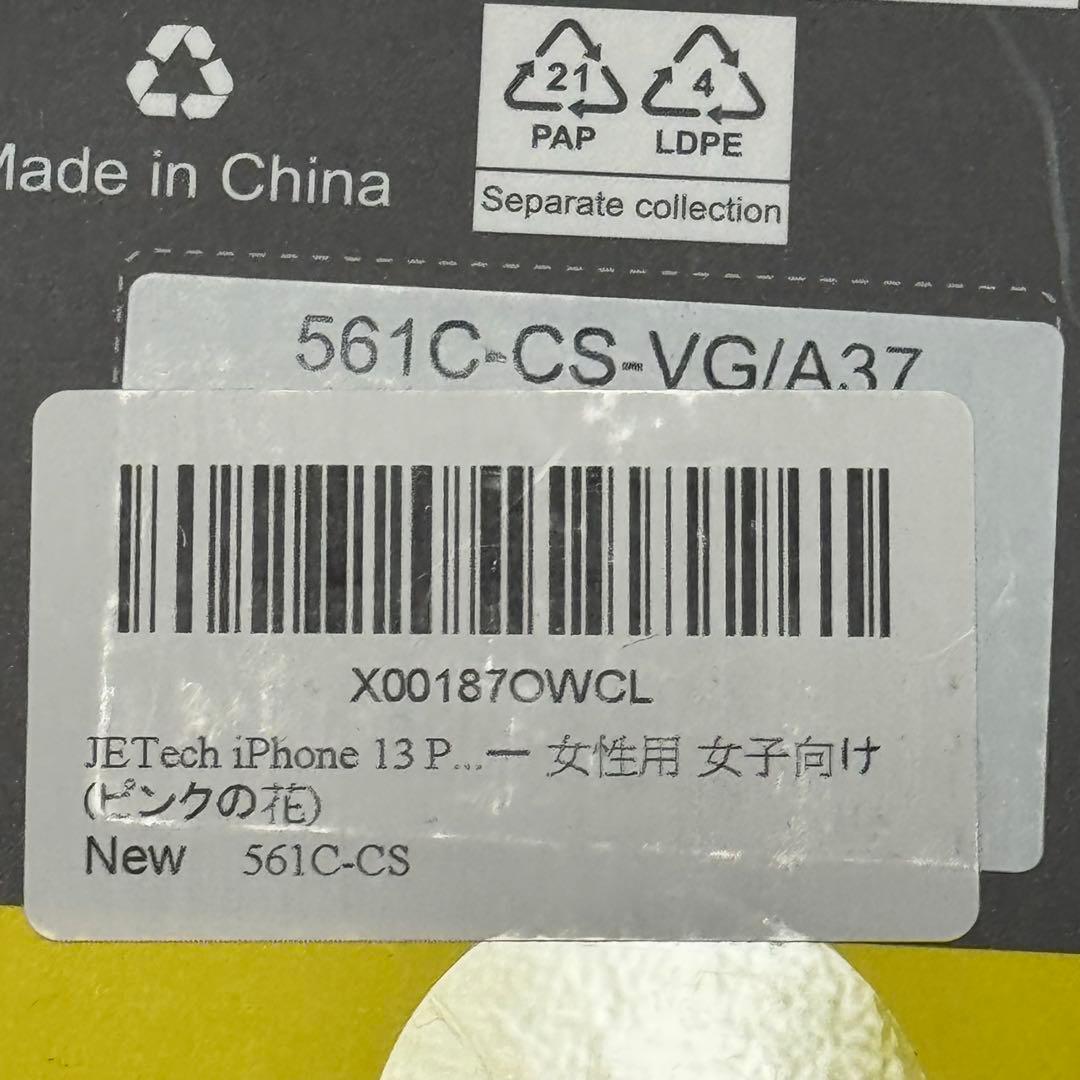 21 4
PAP LDPE
Made in China
Separate collection
561C-CS-VG/A37
X00187OWCL
JETech iPhone 13 P...ー 女性用 女子向け
(ピンクの花)
New 561C-CS